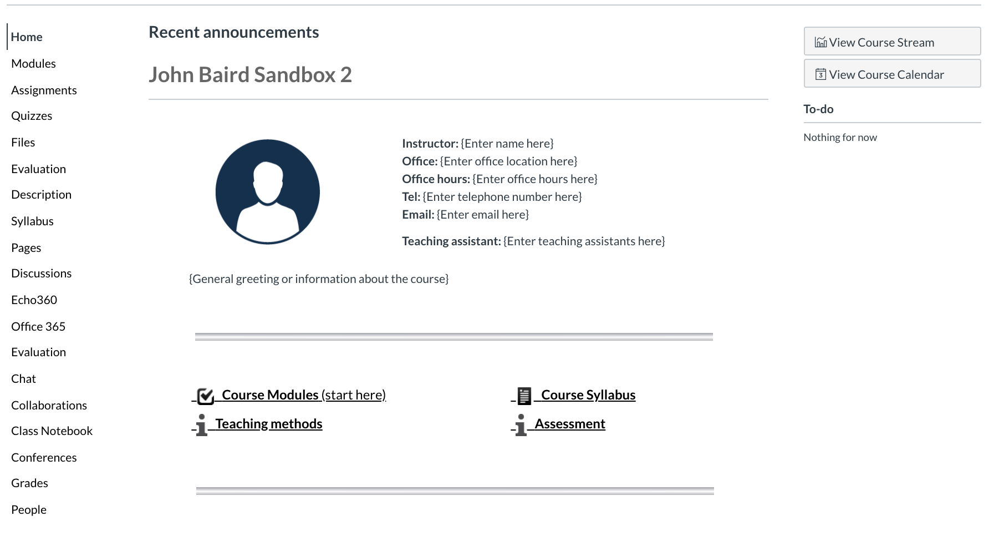 Home
Modules
Assignments
Quizzes
Files
Evaluation
Description
Syllabus
Pages
Discussions
Echo360
Office 365
Evaluation
Chat
Collaborations
Class Notebook
Conferences
Grades
People
Recent announcements
John Baird Sandbox 2
Instructor: {Enter name here}
Office: {Enter office location here}
Office hours: {Enter office hours here}
Tel: {Enter telephone number here}
Email: {Enter email here}
Teaching assistant: {Enter teaching assistants here}
{General greeting or information about the course}
Course Modules (start here)
Course Syllabus
Teaching methods
Assessment
View Course Stream
3 View Course Calendar
To-do
Nothing for now